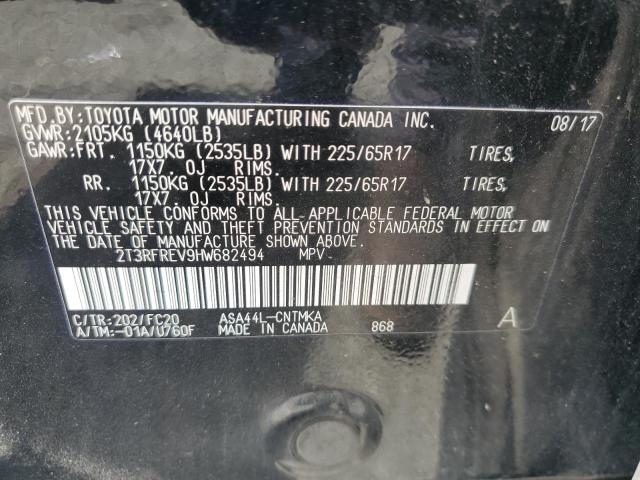 MFD.BY:TOYOTA MOTOR MANUFACTURING CANADA INC. 08/17
GVWR:2105KG (4640LB)
GAWR:FRT. 1150KG (2535LB) WITH 225/65R17 TIRES,
17X7.0J RIMS.
RR. 1150KG (2535LB) WITH 225/65R17 TIRES,
17X7.0J RIMS.
THIS VEHICLE CONFORMS TO ALL APPLICABLE FEDERAL MOTOR
VEHICLE SAFETY AND THEFT PREVENTION STANDARDS IN EFFECT ON
THE DATE OF MANUFACTURE SHOWN ABOVE.
2T3RFREV9HW682494 MPV
C/TR:202/FC20 ASA44L-CNTMKA
A/TM:-01A/U760F MADE IN CANADA 868 A